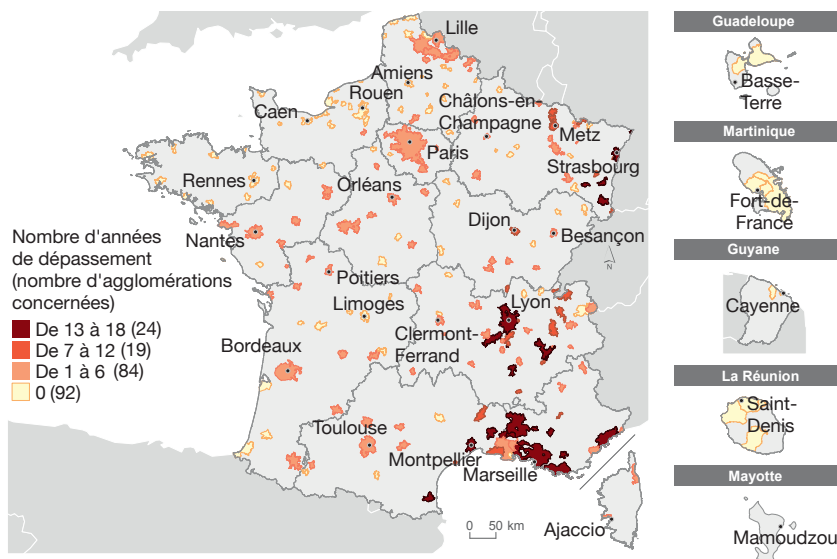 Lille
Amiens
Rouen
Caen
Châlons-en-
Champagne
Metz
Paris
Strasbourg
Rennes
Orléans
Nantes
Dijon
Besançon
N
Nombre d'années
de dépassement
(nombre d'agglomérations
concernées)
De 13 à 18 (24)
De 7 à 12 (19)
De 1 à 6 (84)
0 (92)
Poitiers
Limoges
Clermont-
Ferrand
Lyon
Bordeaux
Toulouse
Montpellier
Marseille
0 50 km
Ajaccio
Guadeloupe
Basse-
Terre
Martinique
Fort-de-
France
Guyane
Cayenne
La Réunion
Saint-
Denis
Mayotte
Mamoudzou